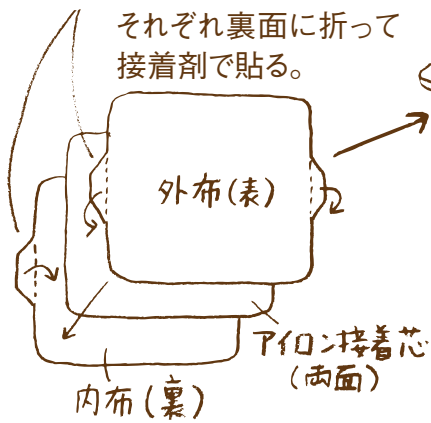 それぞれ裏面に折って
接着剤で貼る。
外布(表)
アイロン接着芯
(両面)
内布(裏)